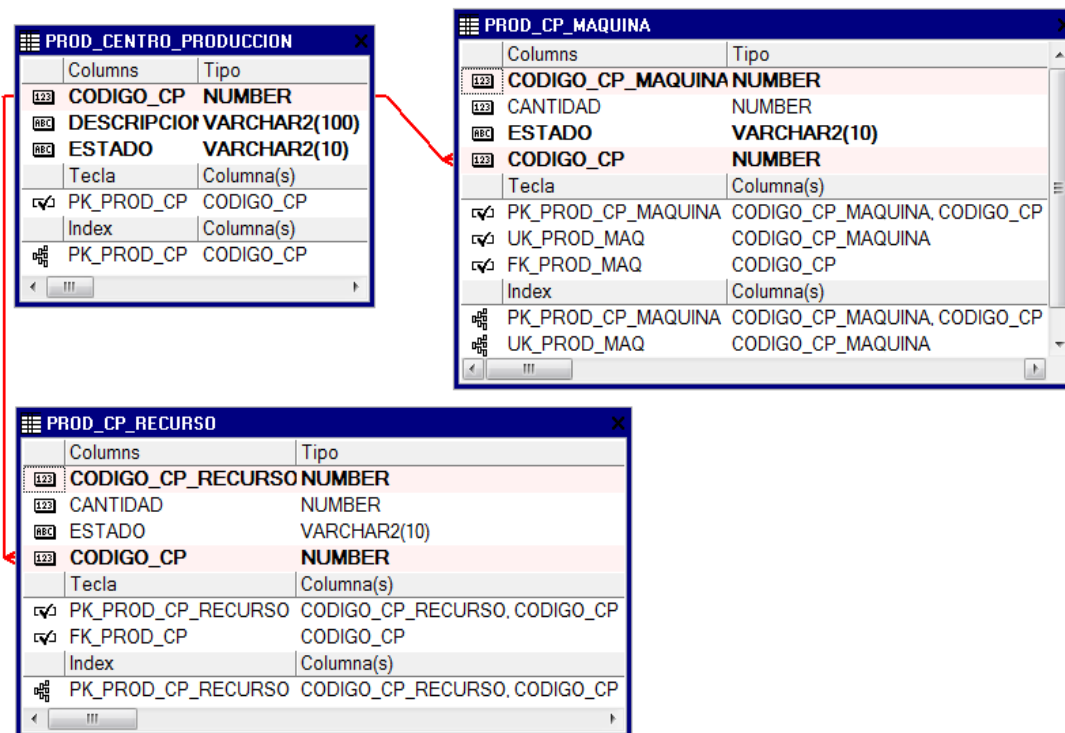 PROD_CENTRO_PRODUCCION
Columns Tipo
CODIGO_CP NUMBER
DESCRIPCION VARCHAR2(100)
ESTADO VARCHAR2(10)
Tecla Columna(s)
PK_PROD_CP CODIGO_CP
Index Columna(s)
PK_PROD_CP CODIGO_CP
PROD_CP_MAQUINA
Columns Tipo
CODIGO_CP_MAQUINA NUMBER
CANTIDAD NUMBER
ESTADO VARCHAR2(10)
CODIGO_CP NUMBER
Tecla Columna(s)
PK_PROD_CP_MAQUINA CODIGO_CP_MAQUINA, CODIGO_CP
UK_PROD_MAQ CODIGO_CP_MAQUINA
FK_PROD_MAQ CODIGO_CP
Index Columna(s)
PK_PROD_CP_MAQUINA CODIGO_CP_MAQUINA, CODIGO_CP
UK_PROD_MAQ CODIGO_CP_MAQUINA
PROD_CP_RECURSO
Columns Tipo
CODIGO_CP_RECURSO NUMBER
CANTIDAD NUMBER
ESTADO VARCHAR2(10)
CODIGO_CP NUMBER
Tecla Columna(s)
PK_PROD_CP_RECURSO CODIGO_CP_RECURSO, CODIGO_CP
FK_PROD_CP CODIGO_CP
Index Columna(s)
PK_PROD_CP_RECURSO CODIGO_CP_RECURSO, CODIGO_CP